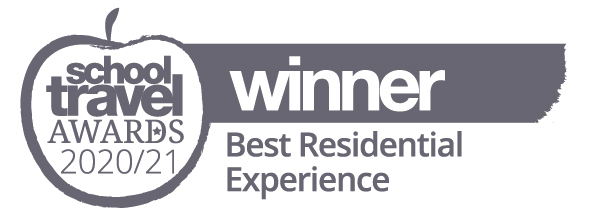 school
travel
AWARDS
2020/21
winner
Best Residential
Experience